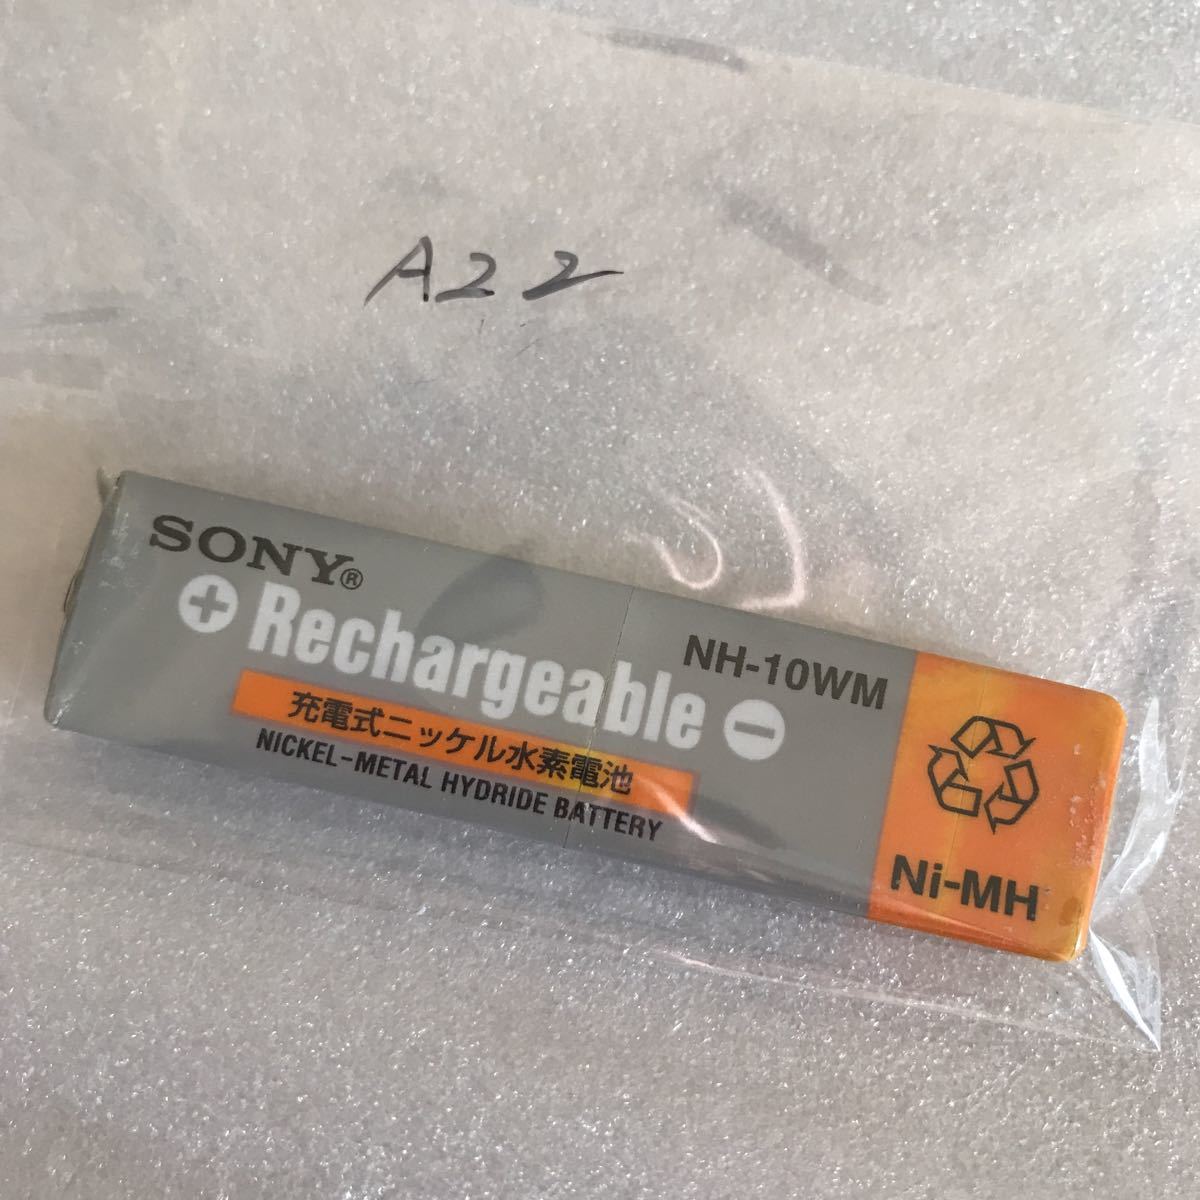 A22
SONY®
+ Rechargeable −
NH-10WM
充電式ニッケル水素電池
NICKEL-METAL HYDRIDE BATTERY
Ni-MH